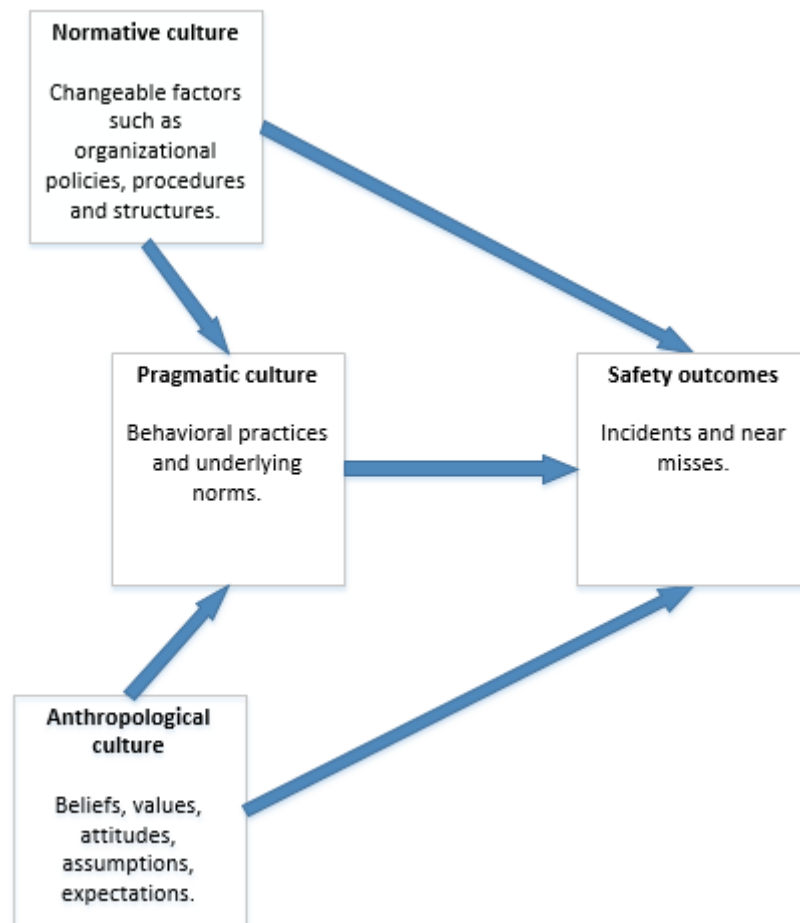 Normative culture
Changeable factors
such as
organizational
policies, procedures
and structures.
Pragmatic culture
Behavioral practices
and underlying
norms.
Safety outcomes
Incidents and near
misses.
Anthropological
culture
Beliefs, values,
attitudes,
assumptions,
expectations.